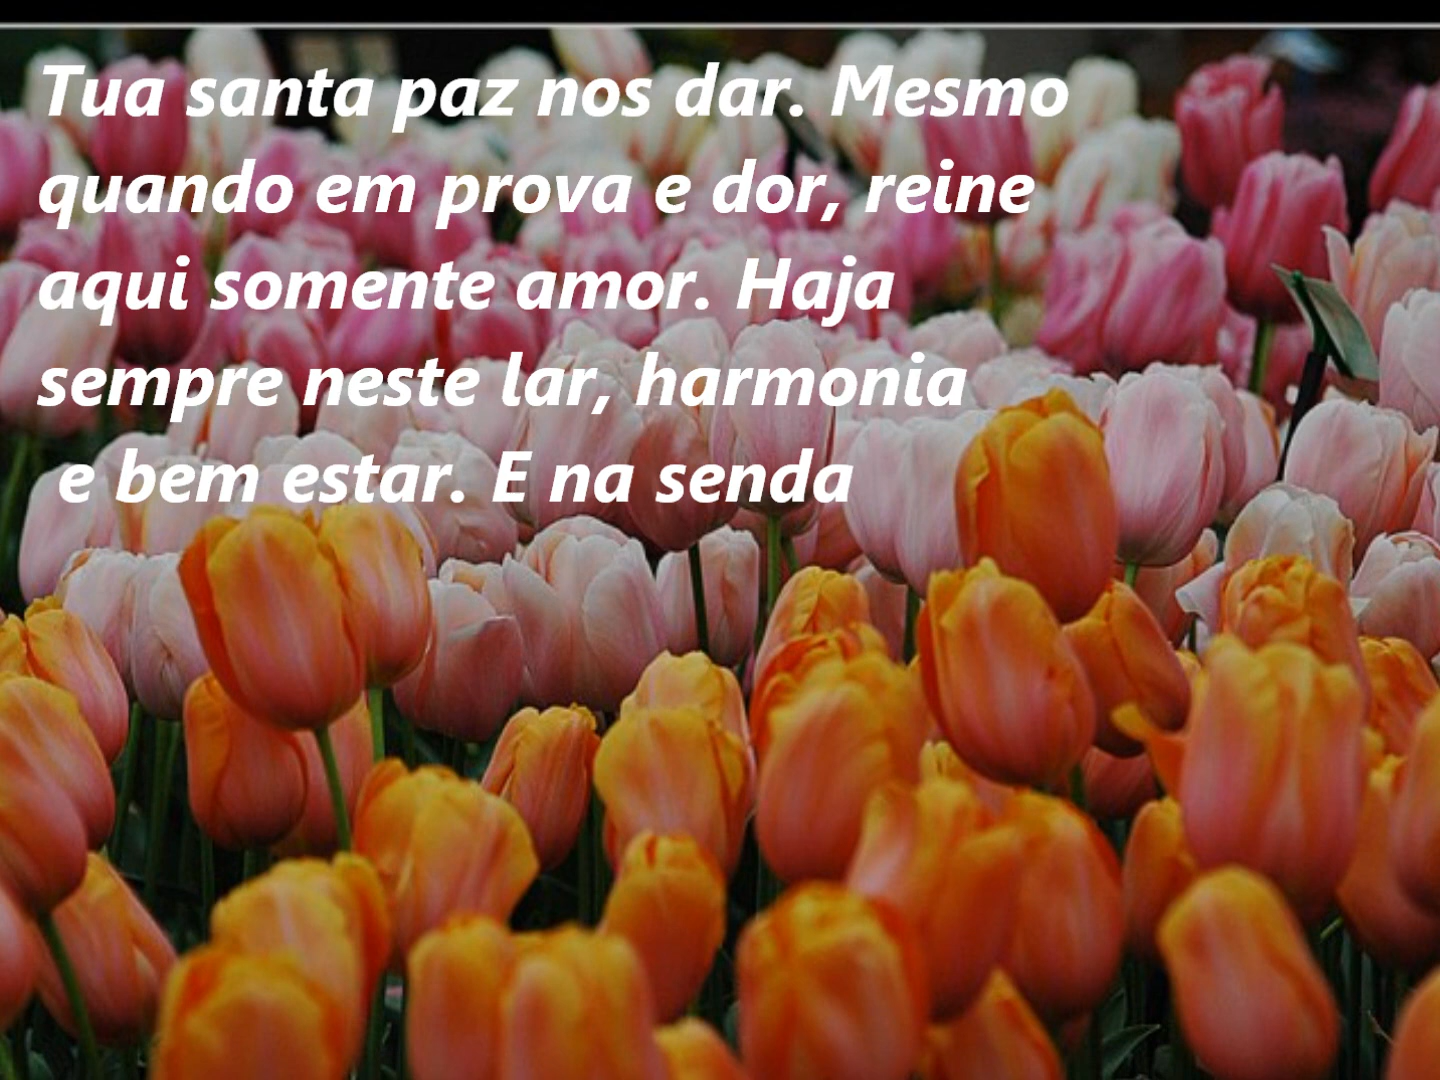 Tua santa paz nos dar. Mesmo
quando em prova e dor, reine
aqui somente amor. Haja
sempre neste lar, harmonia
e bem estar. E na senda